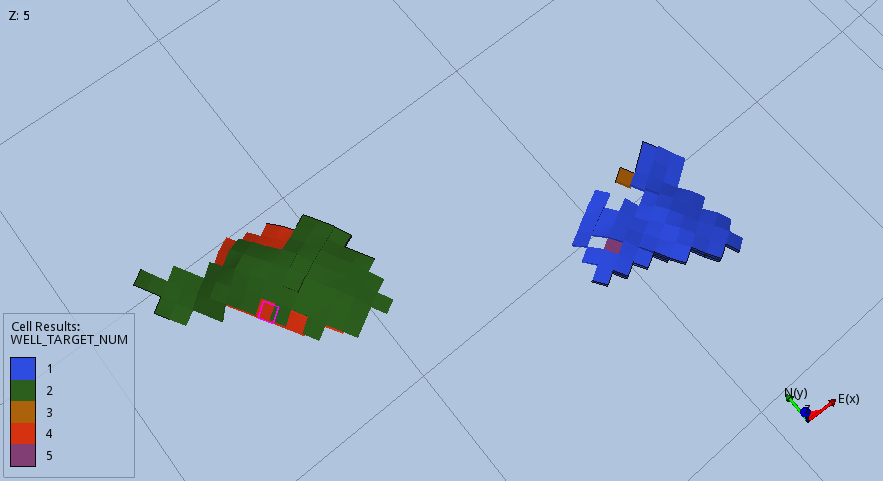 Z: 5
Cell Results:
WELL_TARGET_NUM
1
2
3
4
5
N(y)
Z
E(x)